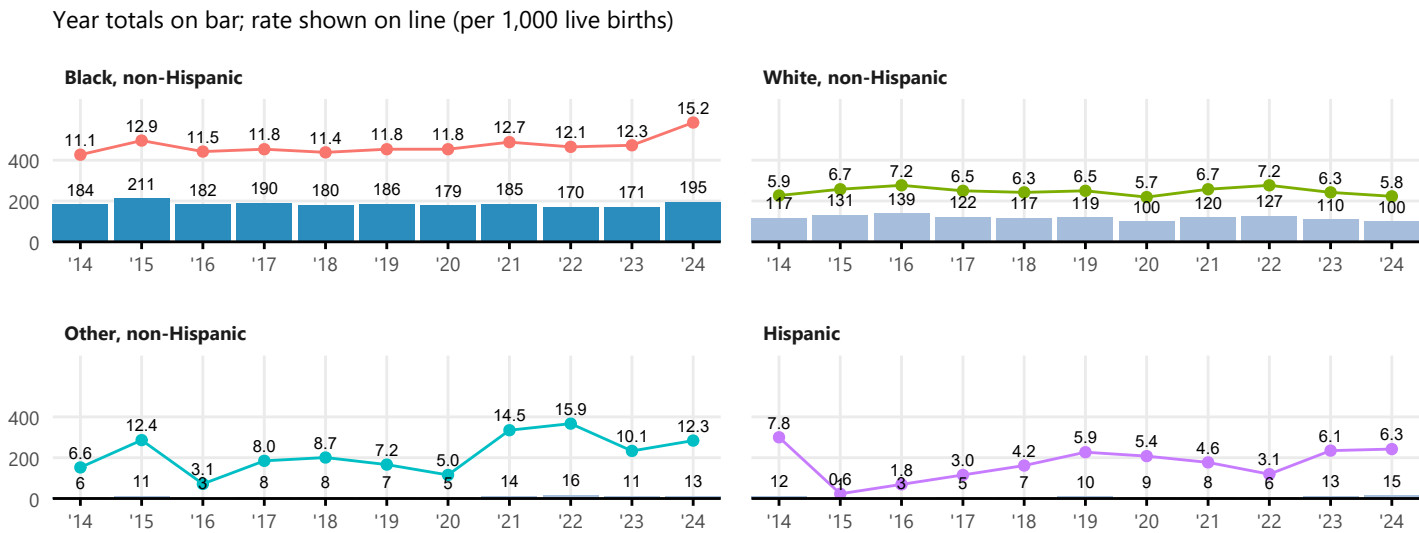 Year totals on bar; rate shown on line (per 1,000 live births)
Black, non-Hispanic
11.1 12.9 11.5 11.8 11.4 11.8 11.8 12.7 12.1 12.3 15.2
400
184 211 182 190 180 186 179 185 170 171 195
200
0
'14 '15 '16 '17 '18 '19 '20 '21 '22 '23 '24
White, non-Hispanic
5.9 6.7 7.2 6.5 6.3 6.5 5.7 6.7 7.2 6.3 5.8
117 131 139 122 117 119 100 120 127 110 100
'14 '15 '16 '17 '18 '19 '20 '21 '22 '23 '24
Other, non-Hispanic
400
6.6 12.4 3.1 8.0 8.7 7.2 5.0 14.5 15.9 10.1 12.3
200
6 11 3 8 8 7 5 14 16 11 13
0
'14 '15 '16 '17 '18 '19 '20 '21 '22 '23 '24
Hispanic
7.8 0.6 1.8 3.0 4.2 5.9 5.4 4.6 3.1 6.1 6.3
12 1 3 5 7 10 9 8 6 13 15
'14 '15 '16 '17 '18 '19 '20 '21 '22 '23 '24